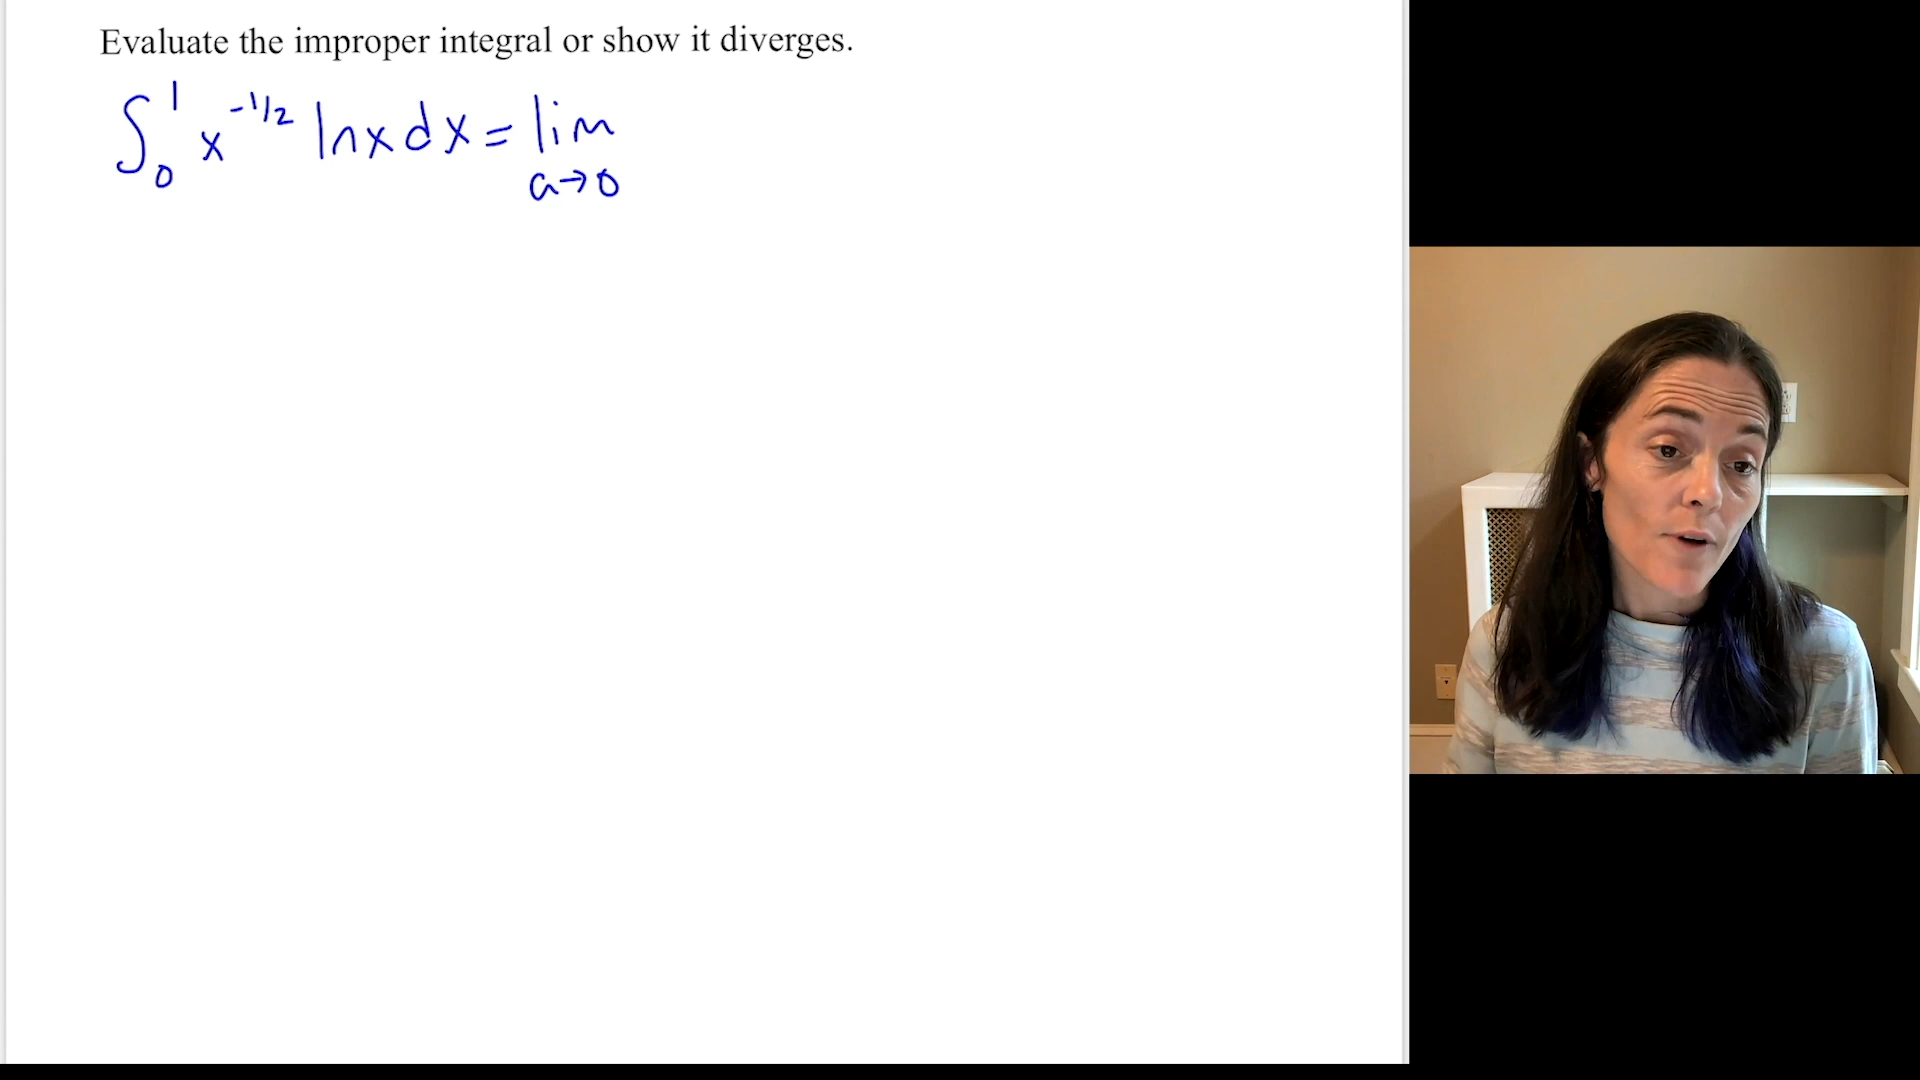 Evaluate the improper integral or show it diverges.
∫₀¹ x^(-1/2) ln x dx = lim
a→0